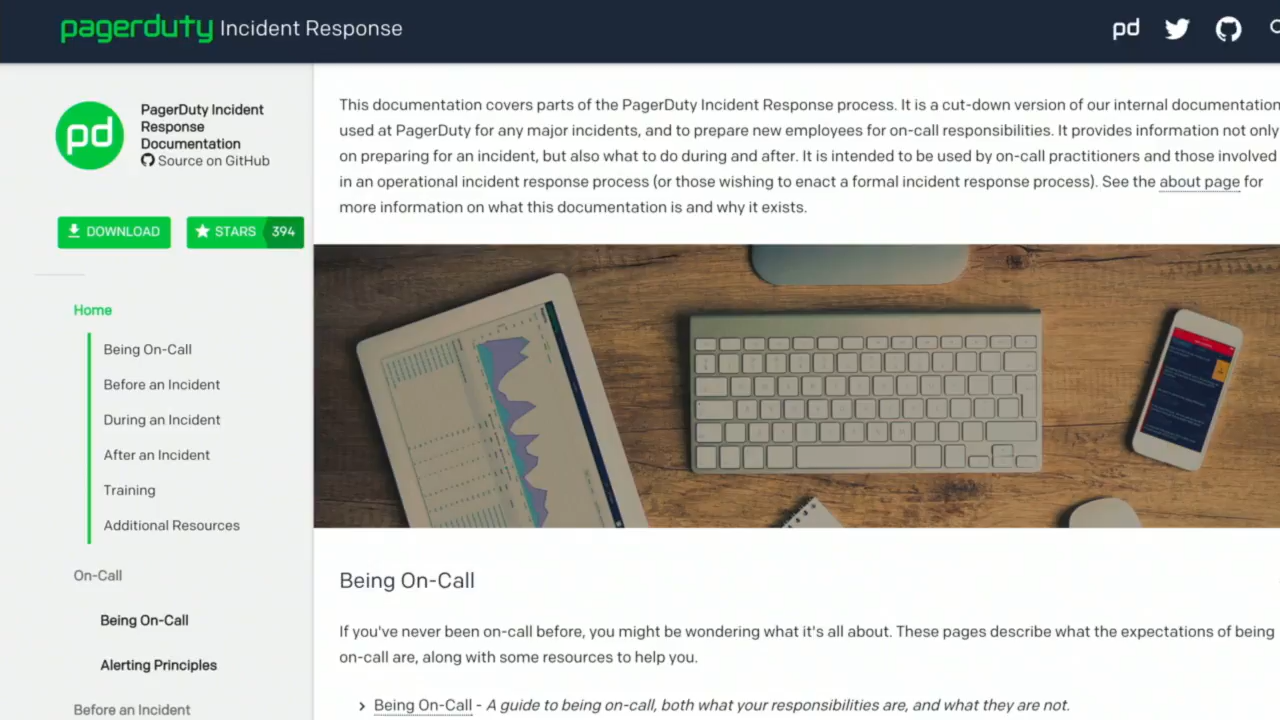 pagerduty Incident Response
pd
PagerDuty Incident
Response
Documentation
Source on GitHub
pd
DOWNLOAD
STARS 394
Home
Being On-Call
Before an Incident
During an Incident
After an Incident
Training
Additional Resources
On-Call
Being On-Call
Alerting Principles
Before an Incident
This documentation covers parts of the PagerDuty Incident Response process. It is a cut-down version of our internal documentation
used at PagerDuty for any major incidents, and to prepare new employees for on-call responsibilities. It provides information not only
on preparing for an incident, but also what to do during and after. It is intended to be used by on-call practitioners and those involved
in an operational incident response process (or those wishing to enact a formal incident response process). See the about page for
more information on what this documentation is and why it exists.
Being On-Call
If you've never been on-call before, you might be wondering what it's all about. These pages describe what the expectations of being
on-call are, along with some resources to help you.
Being On-Call - A guide to being on-call, both what your responsibilities are, and what they are not.